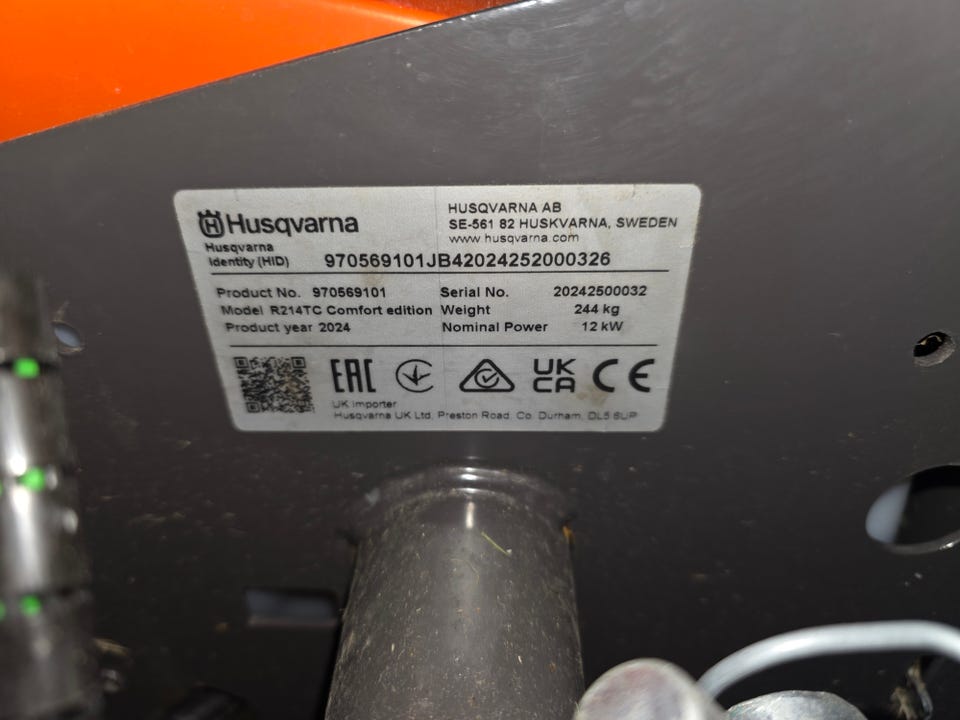 Husqvarna
HUSQVARNA AB
SE-561 82 HUSKVARNA, SWEDEN
www.husqvarna.com
Husqvarna
Identity (HID) 970569101JB42024252000326
Product No. 970569101 Serial No. 20242500032
Model R214TC Comfort edition Weight 244 kg
Product year 2024 Nominal Power 12 kW
EAC UK CA CE
UK importer
Husqvarna UK Ltd, Preston Road, Co. Durham, DL5 6UP